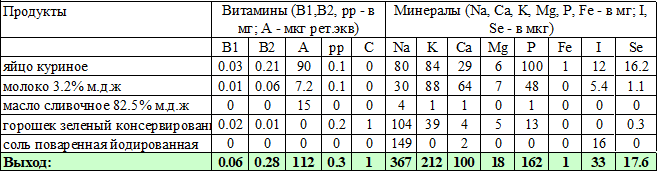 Продукты Витамины (B1,B2, pp - в Минералы (Na, Ca, K, Mg, P, Fe - в мг; I,
мг; A - мкг рет.экв) Se - в мкг)
B1 B2 A pp C Na K Ca Mg P Fe I Se
яйцо куриное 0.03 0.21 90 0.1 0 80 84 29 6 100 1 12 16.2
молоко 3.2% м.д.ж 0.01 0.06 7.2 0.1 0 30 88 64 7 48 0 5.4 1.1
масло сливочное 82.5% м.д.ж 0 0 15 0 0 4 1 1 0 1 0 0 0
горошек зеленый консервирован 0.02 0.01 0 0.2 1 104 39 4 5 13 0 0 0.3
соль поваренная йодированная 0 0 0 0 0 149 0 2 0 0 0 16 0
Выход: 0.06 0.28 112 0.3 1 367 212 100 18 162 1 33 17.6